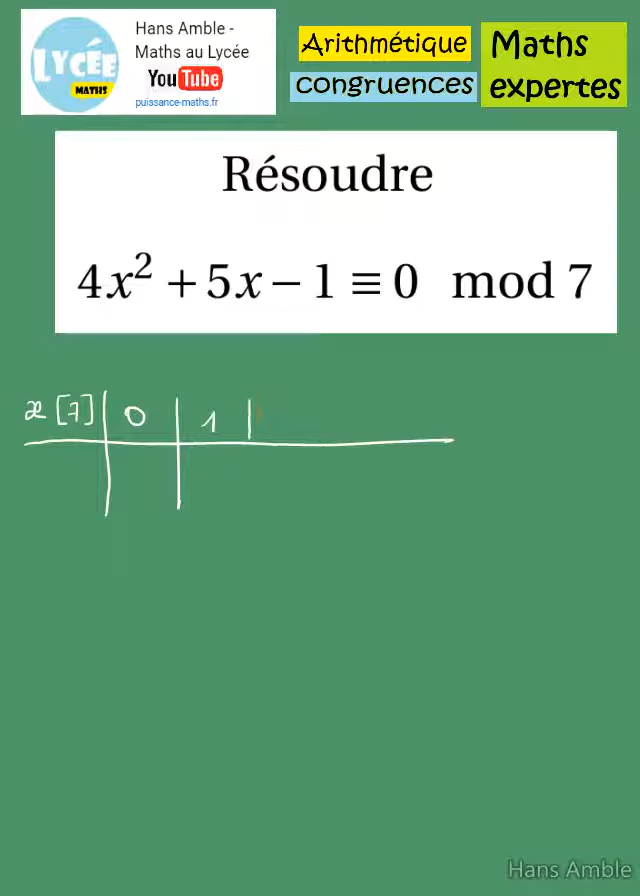 Hans Amble -
Maths au Lycée
LYCÉE
MATHS
YouTube
puissance-maths.fr
Arithmétique
congruences
Maths
expertes
Résoudre
4x² + 5x − 1 ≡ 0 mod 7
x [7] 0 1
Hans Amble